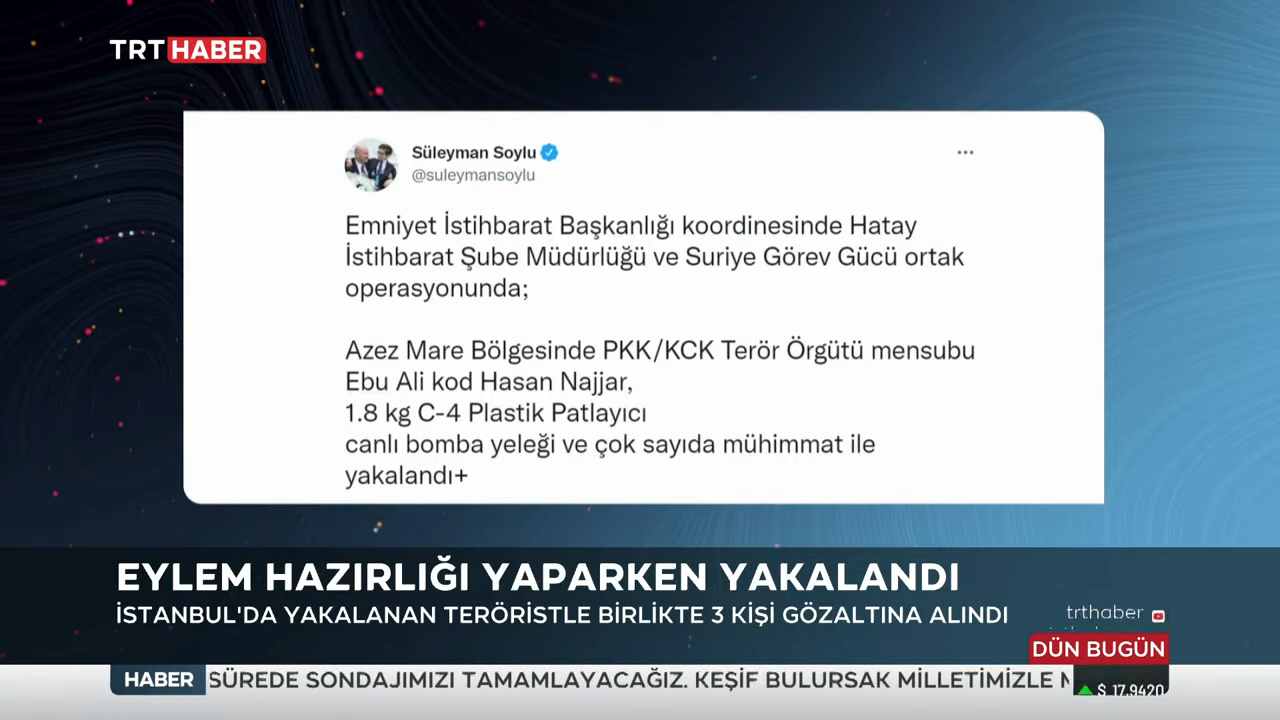 TRT HABER
Süleyman Soylu
@suleymansoylu
Emniyet İstihbarat Başkanlığı koordinesinde Hatay
İstihbarat Şube Müdürlüğü ve Suriye Görev Gücü ortak
operasyonunda;
Azez Mare Bölgesinde PKK/KCK Terör Örgütü mensubu
Ebu Ali kod Hasan Najjar,
1.8 kg C-4 Plastik Patlayıcı
canlı bomba yeleği ve çok sayıda mühimmat ile
yakalandı+
EYLEM HAZIRLIĞI YAPARKEN YAKALANDI
İSTANBUL'DA YAKALANAN TERÖRİSTLE BİRLİKTE 3 KİŞİ GÖZALTINA ALINDI
trthaber
DÜN BUGÜN
HABER SÜREDE SONDAJIMIZI TAMAMLAYACAĞIZ. KEŞİF BULURSAK MİLLETİMİZLE
$ 17.9420